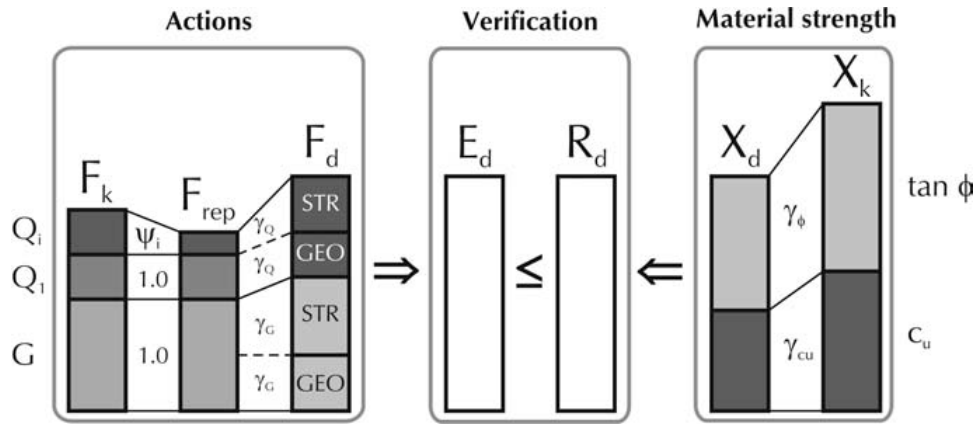 Actions
Verification
Material strength
F_k
F_rep
F_d
E_d
R_d
X_d
X_k
Q_i
Q_1
G
ψ_i
1.0
1.0
γ_Q
γ_Q
γ_G
γ_G
STR
GEO
STR
GEO
⇒
≤
⇐
γ_ϕ
γ_cu
tan ϕ
c_u